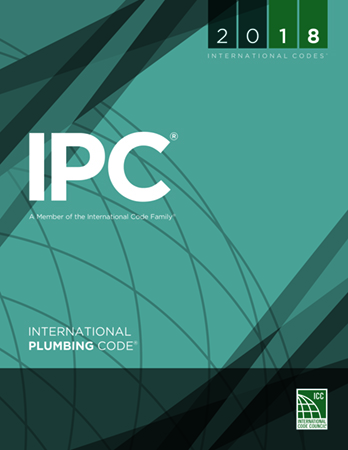 2018
INTERNATIONAL CODES®
IPC®
A Member of the International Code Family®
INTERNATIONAL
PLUMBING CODE®
ICC
INTERNATIONAL
CODE COUNCIL®